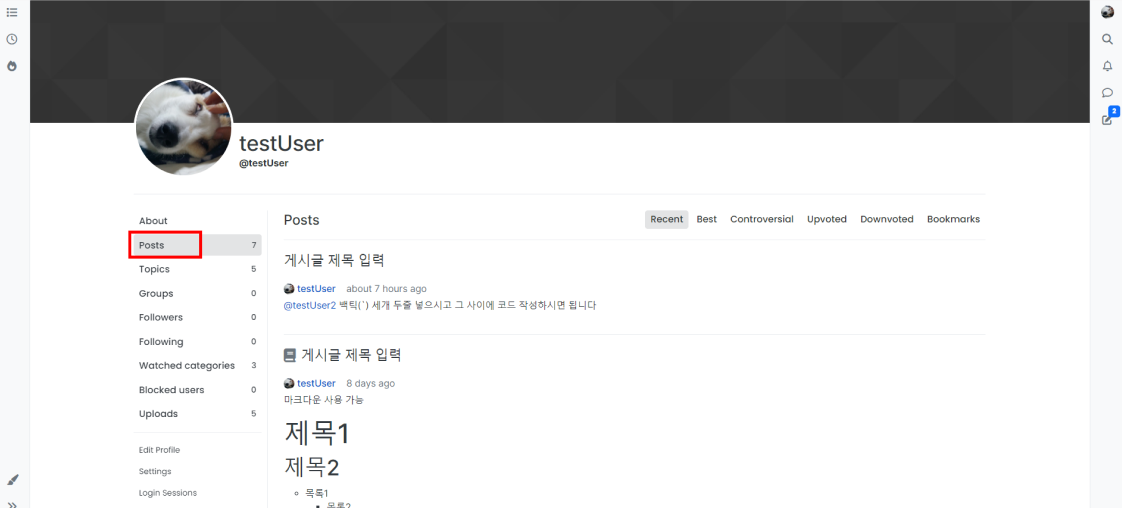 2
testUser
@testUser
About
Posts 7
Topics 5
Groups 0
Followers 0
Following 0
Watched categories 3
Blocked users 0
Uploads 5
Edit Profile
Settings
Login Sessions
Posts
Recent Best Controversial Upvoted Downvoted Bookmarks
게시글 제목 입력
testUser about 7 hours ago
@testUser2 백틱(`) 세개 두줄 넣으시고 그 사이에 코드 작성하시면 됩니다
게시글 제목 입력
testUser 8 days ago
마크다운 사용 가능
제목1
제목2
목록1
목록2